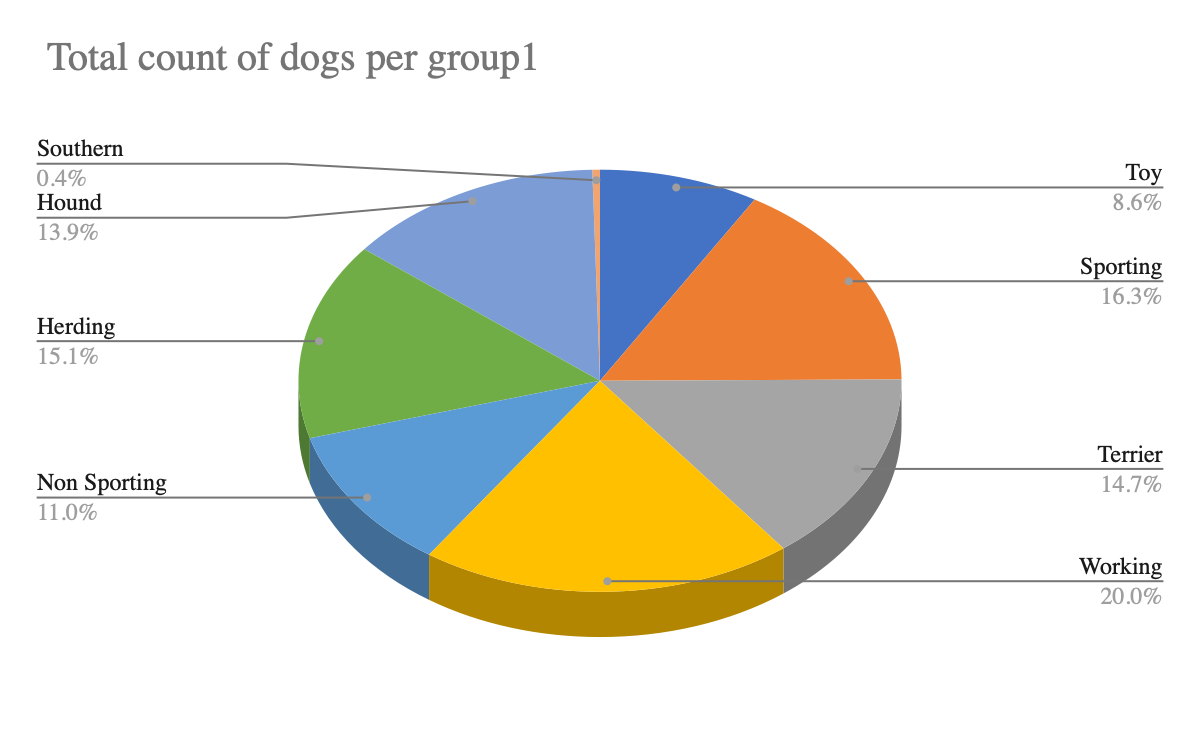 Total count of dogs per group1
Southern
0.4%
Hound
13.9%
Herding
15.1%
Non Sporting
11.0%
Toy
8.6%
Sporting
16.3%
Terrier
14.7%
Working
20.0%